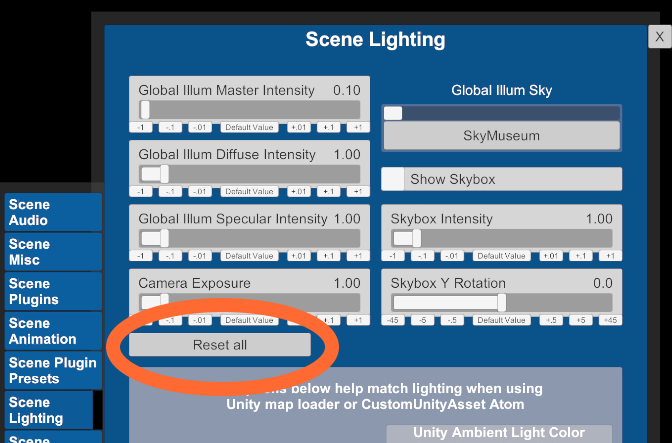 Scene Lighting
X
Global Illum Master Intensity 0.10
-1 -.1 -.01 Default Value +.01 +.1 +1
Global Illum Diffuse Intensity 1.00
-1 -.1 -.01 Default Value +.01 +.1 +1
Global Illum Specular Intensity 1.00
-1 -.1 -.01 Default Value +.01 +.1 +1
Camera Exposure 1.00
-1 -.1 -.01 Default Value +.01 +.1 +1
Reset all
Global Illum Sky
SkyMuseum
Show Skybox
Skybox Intensity 1.00
-1 -.1 -.01 Default Value +.01 +.1 +1
Skybox Y Rotation 0.0
-45 -5 -.5 Default Value +.5 +5 +45
Scene
Audio
Scene
Misc
Scene
Plugins
Scene
Animation
Scene Plugin
Presets
Scene
Lighting
Scene
below help match lighting when using
Unity map loader or CustomUnityAsset Atom
Unity Ambient Light Color